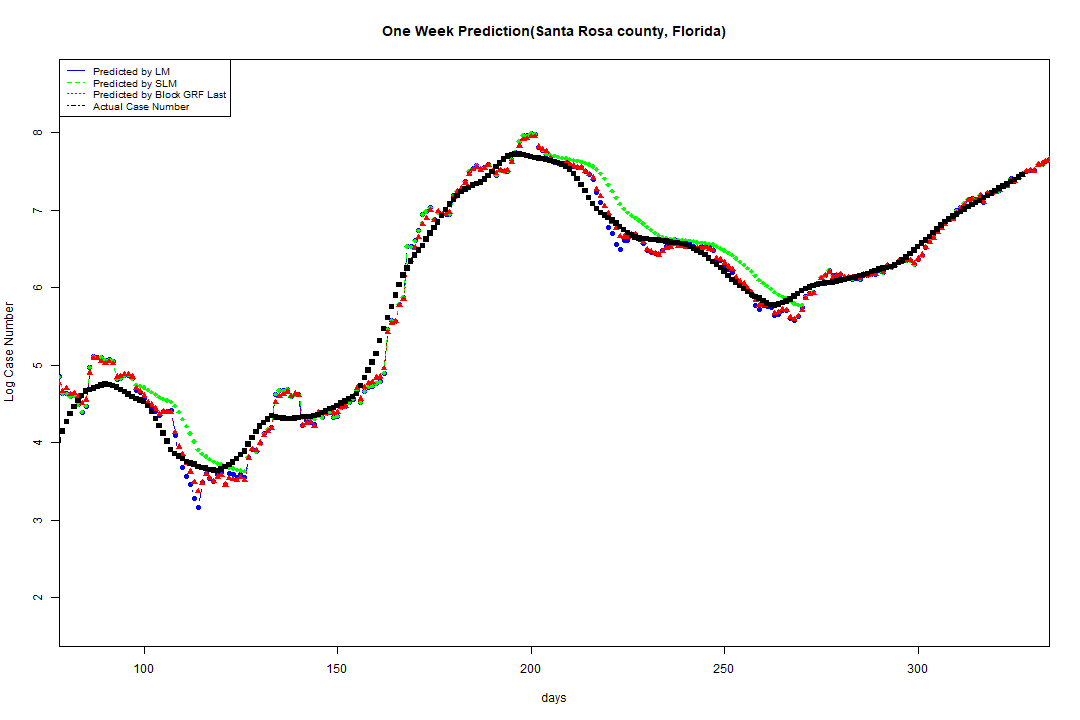 One Week Prediction(Santa Rosa county, Florida)
Predicted by LM
Predicted by SLM
Predicted by Block GRF Last
Actual Case Number
8
7
6
5
4
3
2
Log Case Number
100 150 200 250 300
days